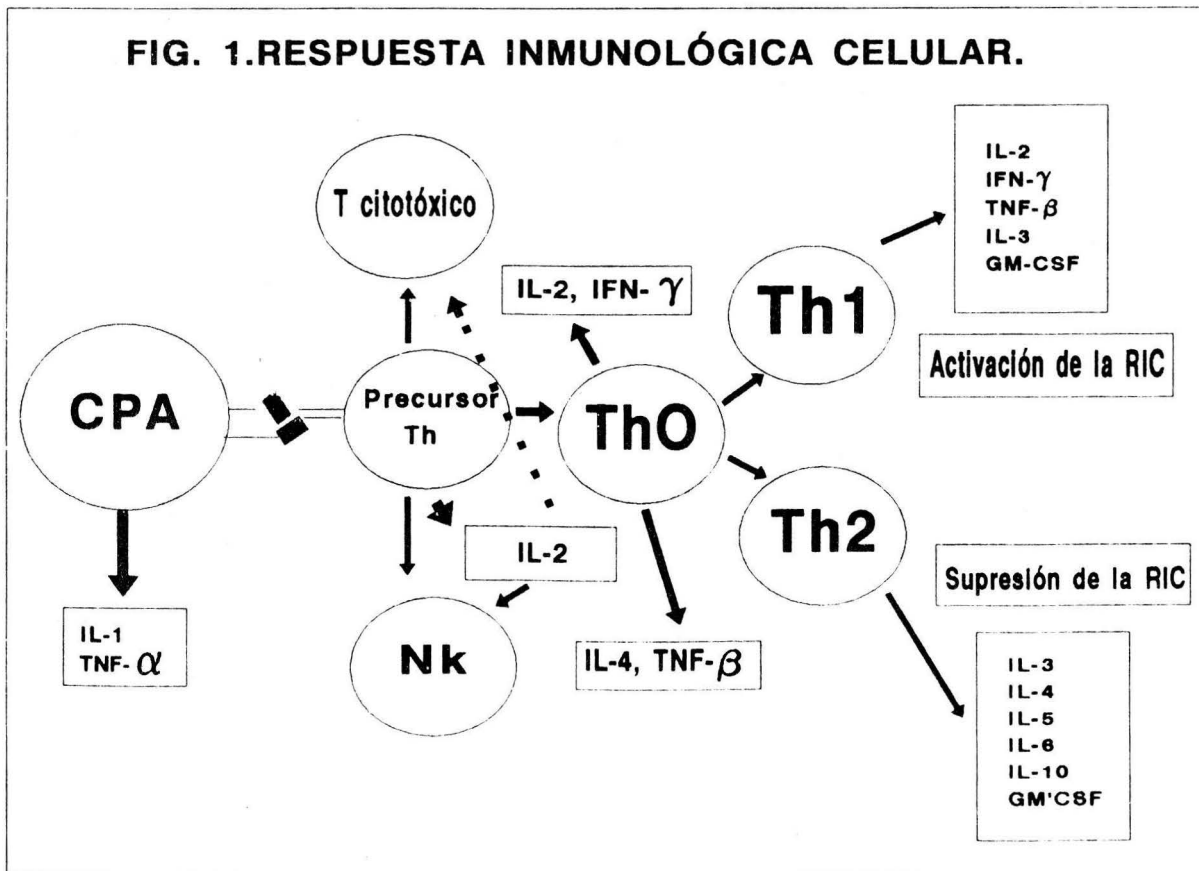 FIG. 1.RESPUESTA INMUNOLÓGICA CELULAR.
T citotóxico
IL-2, IFN- γ
Th1
IL-2
IFN-γ
TNF-β
IL-3
GM-CSF
Activación de la RIC
CPA
Precursor
Th
ThO
Th2
IL-2
Supresión de la RIC
IL-1
TNF- α
Nk
IL-4, TNF-β
IL-3
IL-4
IL-5
IL-6
IL-10
GM'CSF